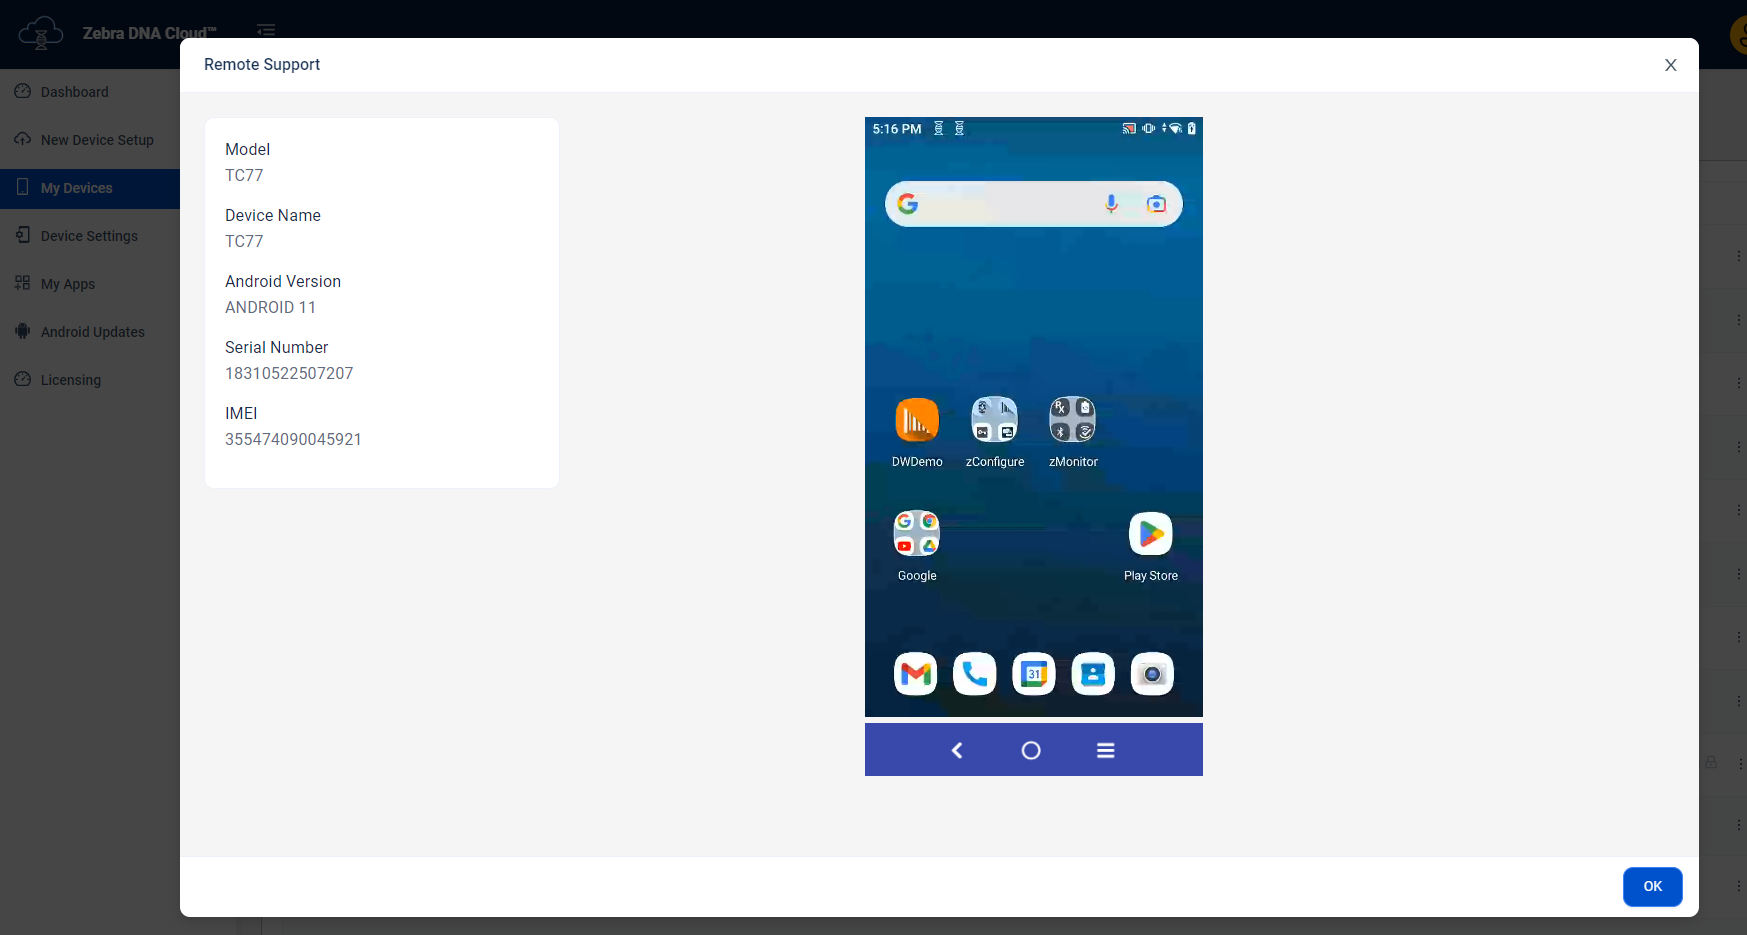 Zebra DNA Cloud™
Dashboard
New Device Setup
My Devices
Device Settings
My Apps
Android Updates
Licensing
Remote Support
X
Model
TC77
Device Name
TC77
Android Version
ANDROID 11
Serial Number
18310522507207
IMEI
355474090045921
5:16 PM
DWDemo
zConfigure
zMonitor
Google
Play Store
31
OK